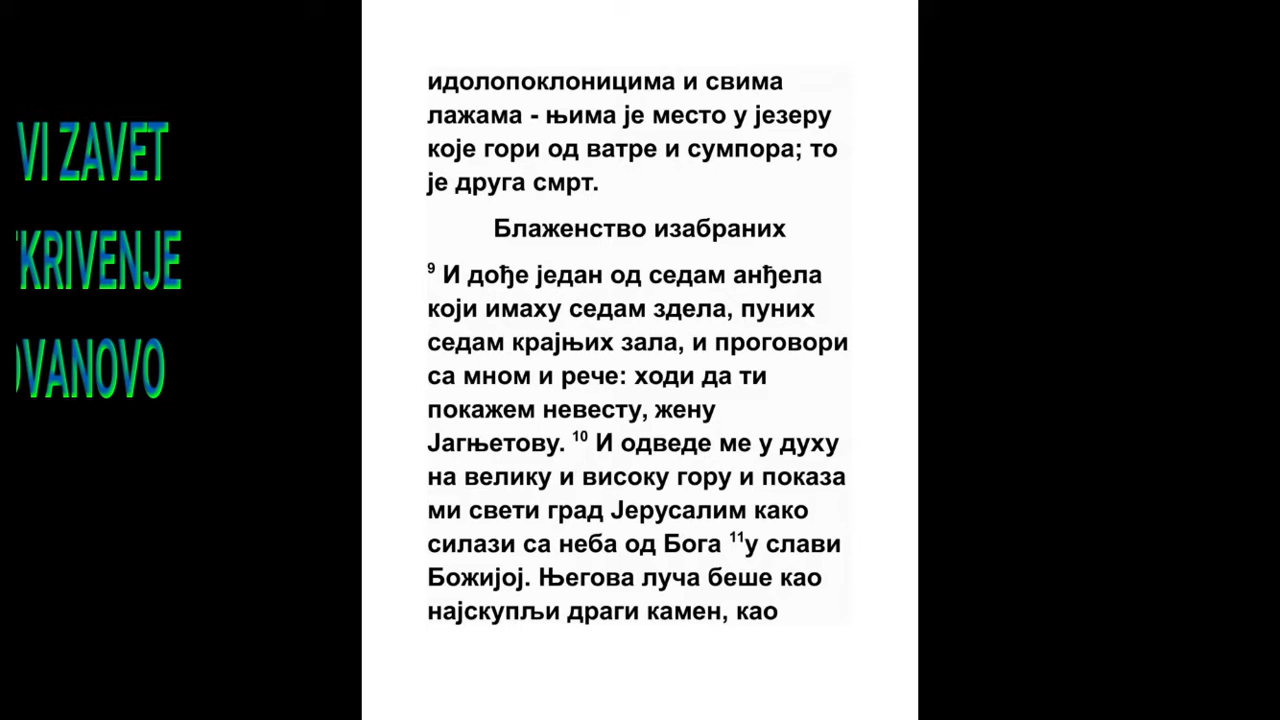 VI ZAVET
KRIVENJE
VANOVO
идолопоклоницима и свима
лажама - њима је место у језеру
које гори од ватре и сумпора; то
је друга смрт.
Блаженство изабраних
9 И дође један од седам анђела
који имаху седам здела, пуних
седам крајњих зала, и проговори
са мном и рече: ходи да ти
покажем невесту, жену
Јагњетову. 10 И одведе ме у духу
на велику и високу гору и показа
ми свети град Јерусалим како
силази са неба од Бога 11у слави
Божијој. Његова луча беше као
најскупљи драги камен, као